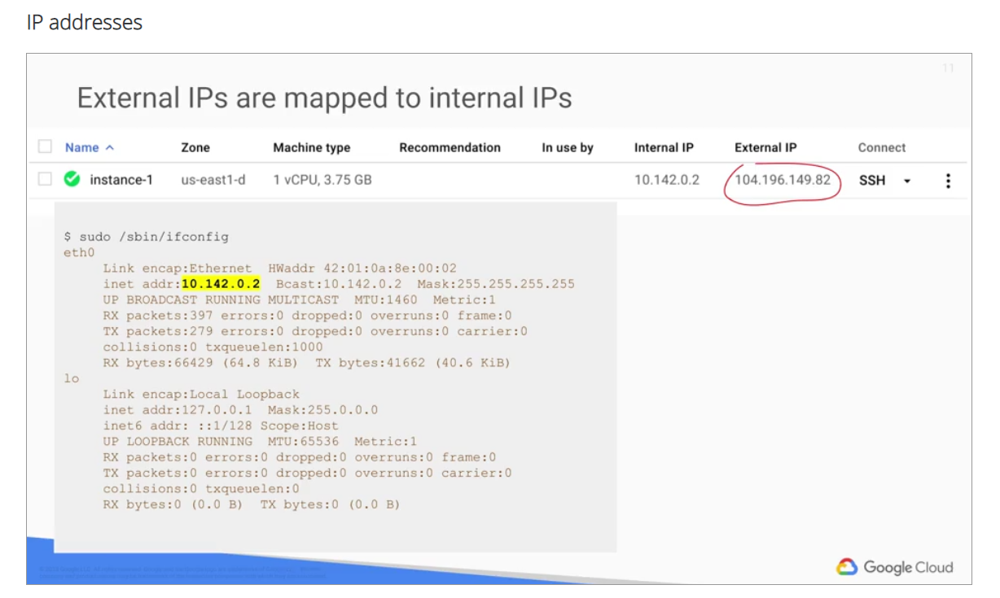 IP addresses
11
External IPs are mapped to internal IPs
Name Zone Machine type Recommendation In use by Internal IP External IP Connect
instance-1 us-east1-d 1 vCPU, 3.75 GB 10.142.0.2 104.196.149.82 SSH
$ sudo /sbin/ifconfig
eth0
Link encap:Ethernet HWaddr 42:01:0a:8e:00:02
inet addr:10.142.0.2 Bcast:10.142.0.2 Mask:255.255.255.255
UP BROADCAST RUNNING MULTICAST MTU:1460 Metric:1
RX packets:397 errors:0 dropped:0 overruns:0 frame:0
TX packets:279 errors:0 dropped:0 overruns:0 carrier:0
collisions:0 txqueuelen:1000
RX bytes:66429 (64.8 KiB) TX bytes:41662 (40.6 KiB)
lo
Link encap:Local Loopback
inet addr:127.0.0.1 Mask:255.0.0.0
inet6 addr: ::1/128 Scope:Host
UP LOOPBACK RUNNING MTU:65536 Metric:1
RX packets:0 errors:0 dropped:0 overruns:0 frame:0
TX packets:0 errors:0 dropped:0 overruns:0 carrier:0
collisions:0 txqueuelen:0
RX bytes:0 (0.0 B) TX bytes:0 (0.0 B)
Google Cloud